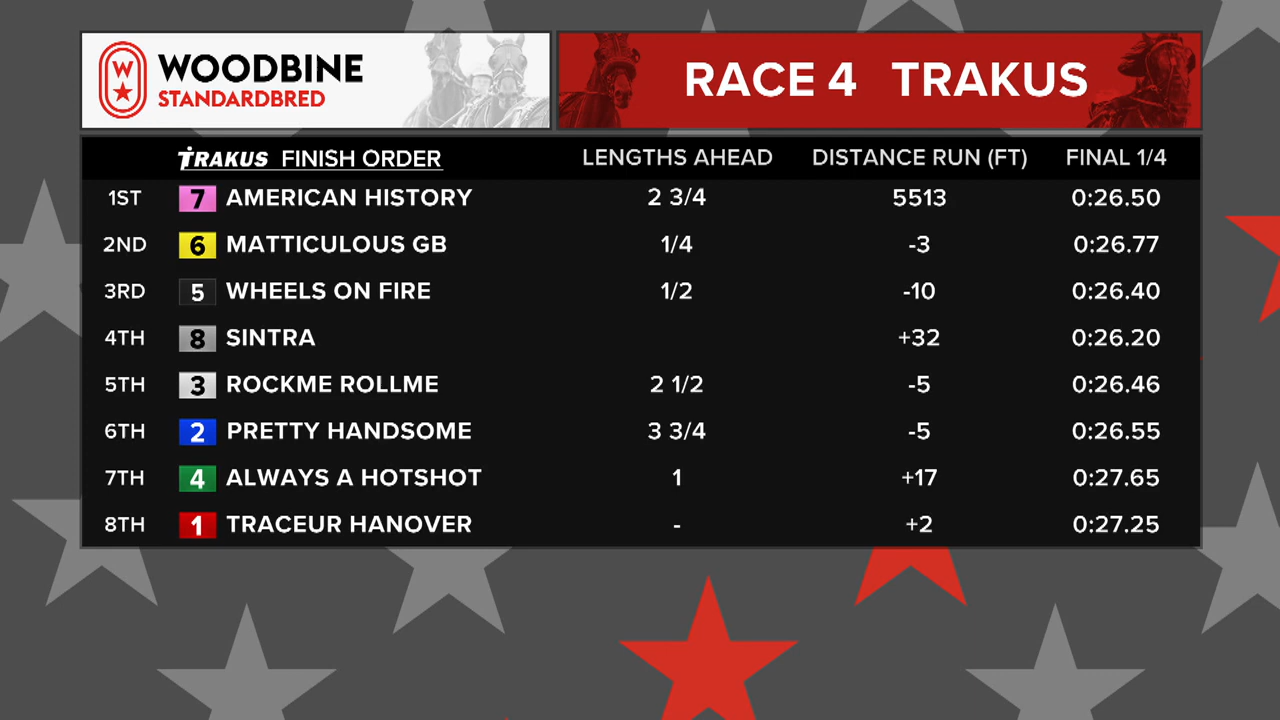 W
WOODBINE
STANDARDBRED
RACE 4 TRAKUS
TRAKUS FINISH ORDER LENGTHS AHEAD DISTANCE RUN (FT) FINAL 1/4
1ST 7 AMERICAN HISTORY 2 3/4 5513 0:26.50
2ND 6 MATTICULOUS GB 1/4 -3 0:26.77
3RD 5 WHEELS ON FIRE 1/2 -10 0:26.40
4TH 8 SINTRA +32 0:26.20
5TH 3 ROCKME ROLLME 2 1/2 -5 0:26.46
6TH 2 PRETTY HANDSOME 3 3/4 -5 0:26.55
7TH 4 ALWAYS A HOTSHOT 1 +17 0:27.65
8TH 1 TRACEUR HANOVER - +2 0:27.25